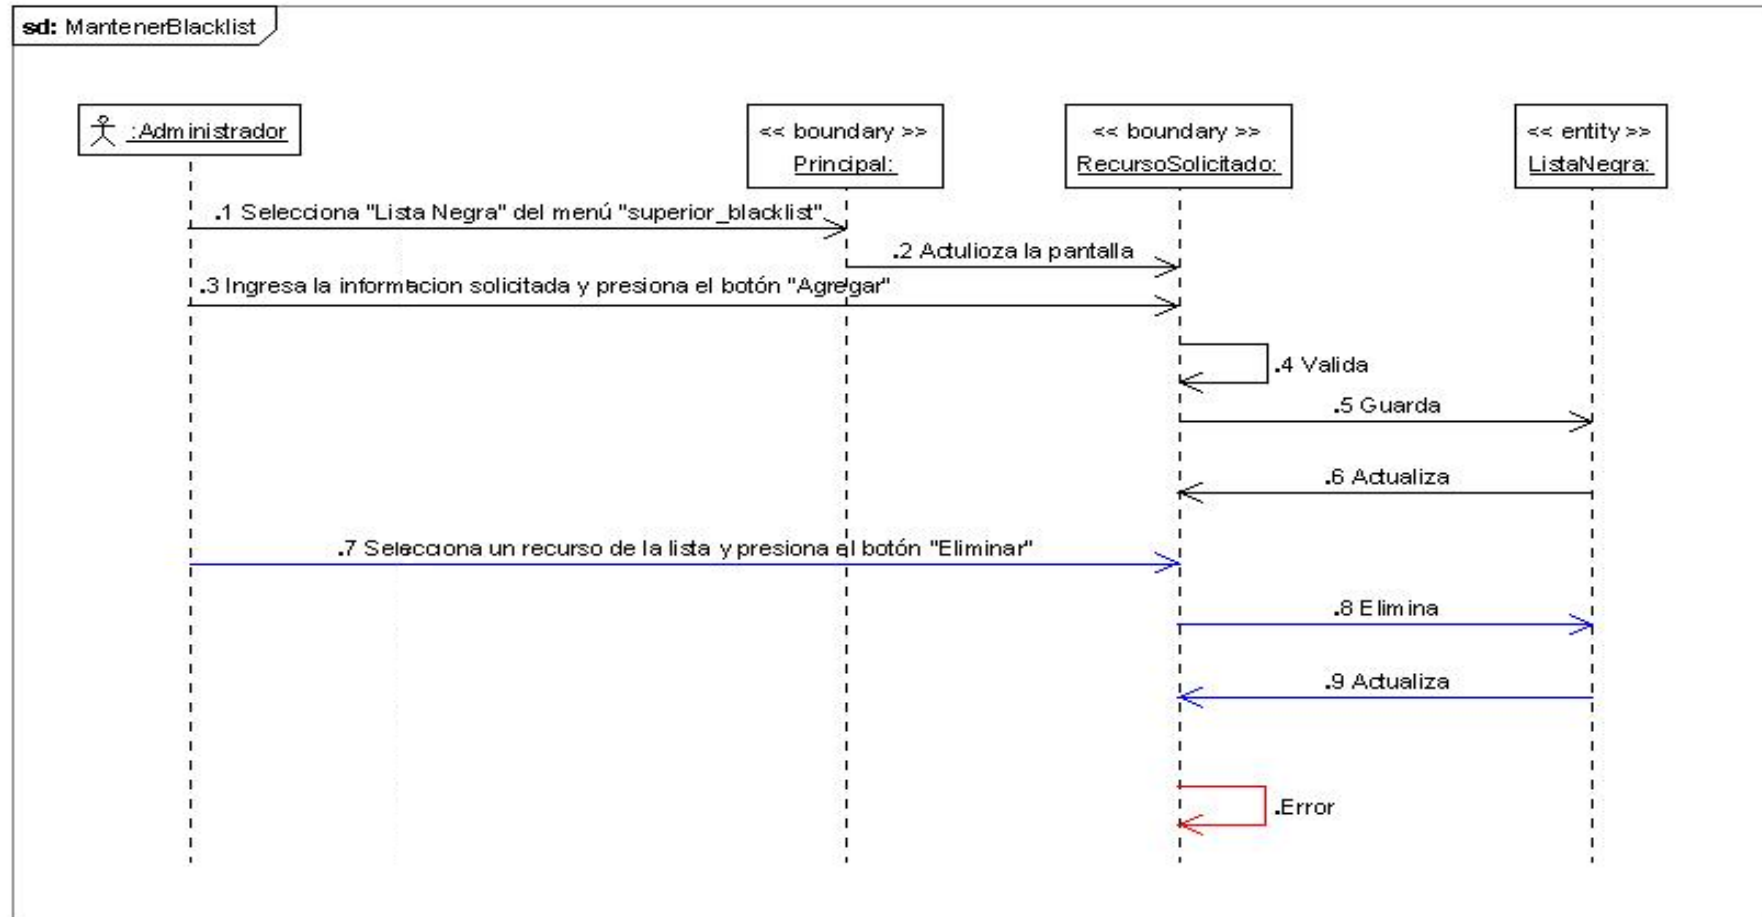 sd: MantenerBlacklist
:Administrador
<< boundary >>
Principal:
<< boundary >>
RecursoSolicitado:
<< entity >>
ListaNegra:
.1 Selecciona "Lista Negra" del menú "superior_blacklist"
.2 Actulioza la pantalla
.3 Ingresa la informtacion solicitada y presiona el botón "Agregar"
.4 Valida
.5 Guarda
.6 Actualiza
.7 Selecciona un recurso de la lista y presiona el botón "Eliminar"
.8 Elimina
.9 Actualiza
.Error